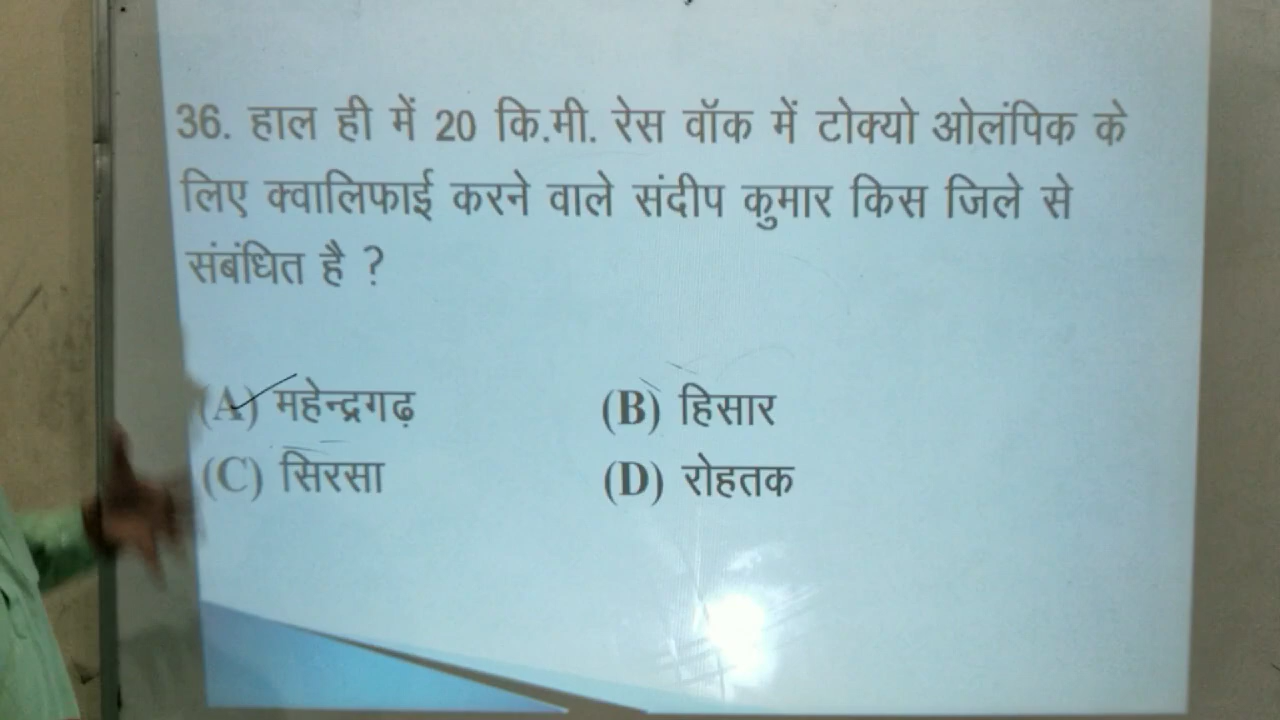 36. हाल ही में 20 कि.मी. रेस वॉक में टोक्यो ओलंपिक के
लिए क्वालिफाई करने वाले संदीप कुमार किस जिले से
संबंधित है ?
(A) महेन्द्रगढ़ (B) हिसार
(C) सिरसा (D) रोहतक